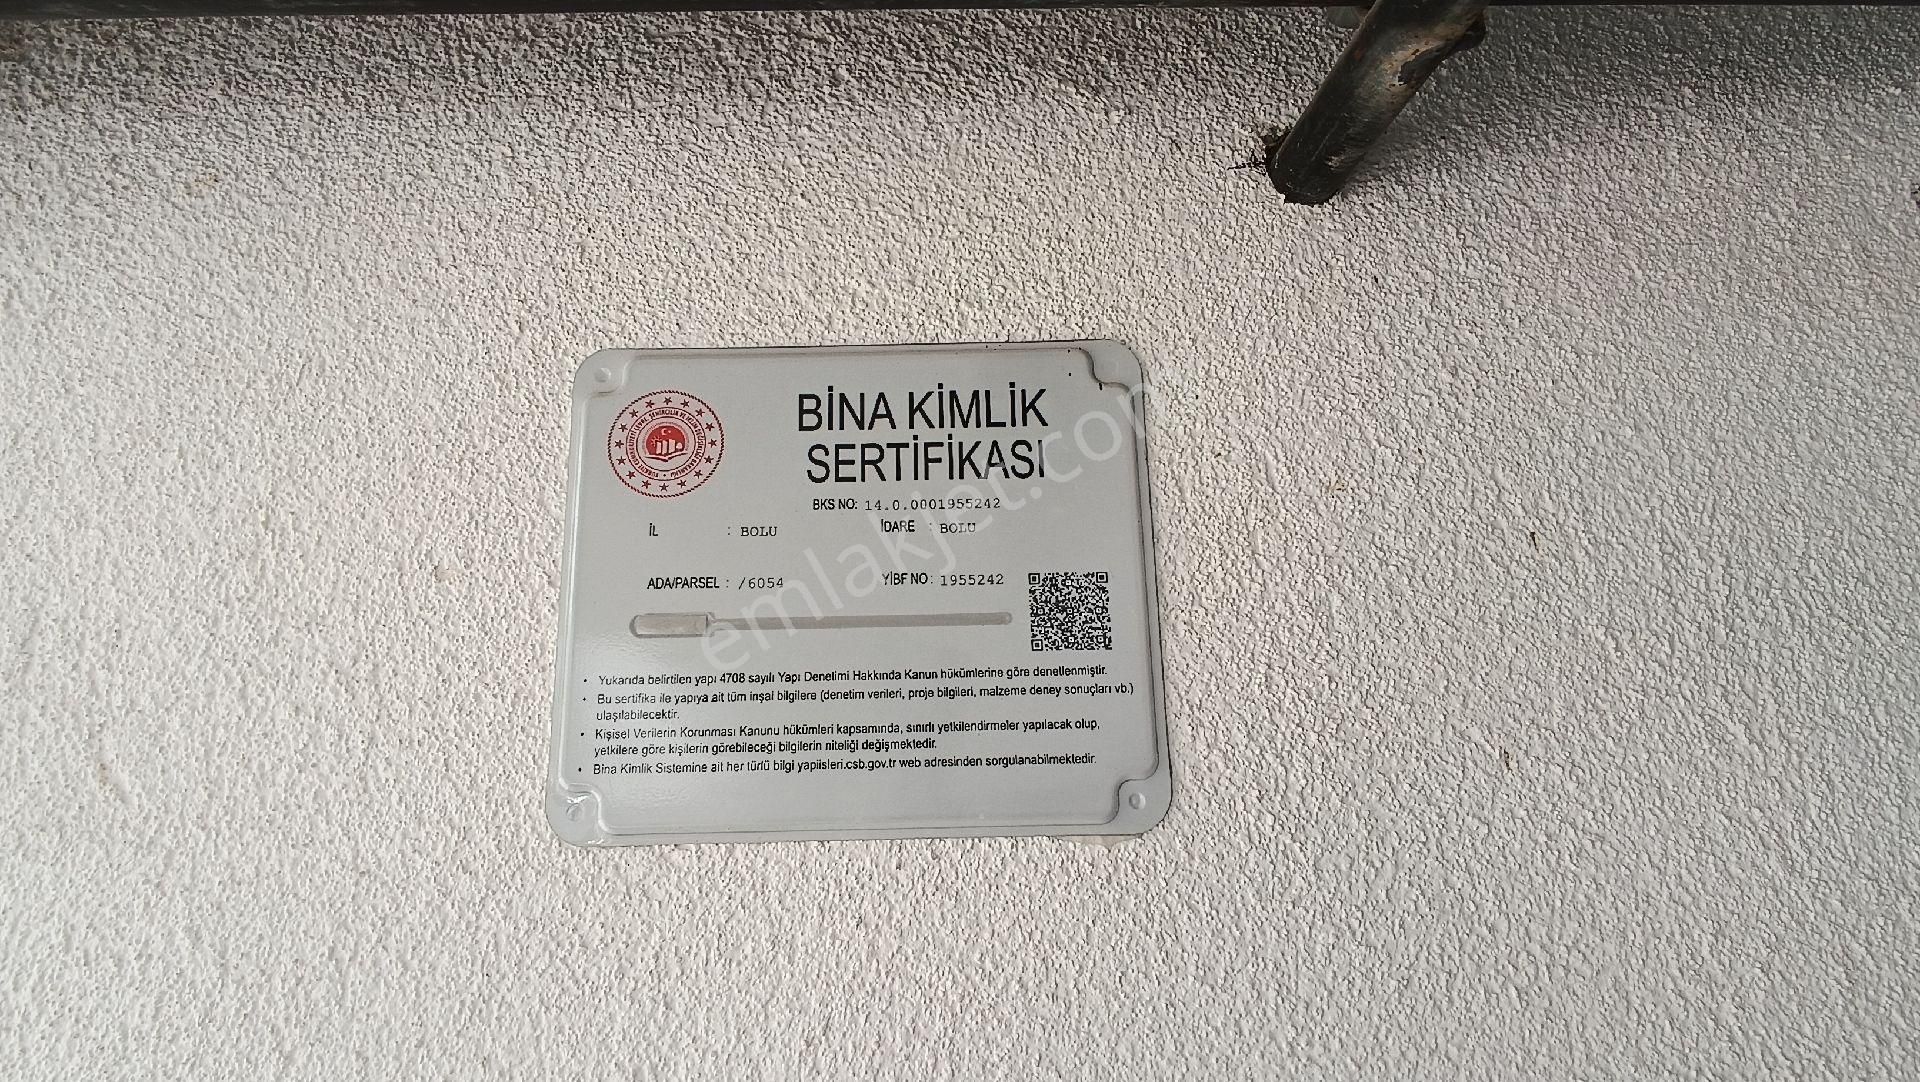 BİNA KİMLİK
SERTİFİKASI
BKS NO: 14.0.0001955242
İL : BOLU İDARE : BOLU
ADA/PARSEL : /6054 YİBF NO : 1955242
• Yukarıda belirtilen yapı 4708 sayılı Yapı Denetimi Hakkında Kanun hükümlerine göre denetlenmiştir.
• Bu sertifika ile yapıya ait tüm inşai bilgilere (denetim verileri, proje bilgileri, malzeme deney sonuçları vb.)
ulaşılabilecektir.
• Kişisel Verilerin Korunması Kanunu hükümleri kapsamında, sınırlı yetkilendirmeler yapılacak olup,
yetkilere göre kişilerin görebileceği bilgilerin niteliği değişmektedir.
• Bina Kimlik Sistemine ait her türlü bilgi yapiisleri.csb.gov.tr web adresinden sorgulanabilmektedir.
emlakjet.com